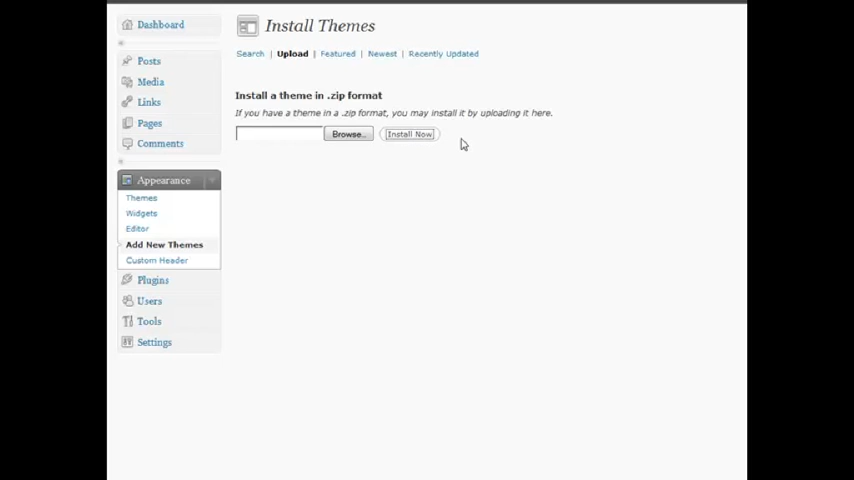 Dashboard
Posts
Media
Links
Pages
Comments
Appearance
Themes
Widgets
Editor
Add New Themes
Custom Header
Plugins
Users
Tools
Settings
Install Themes
Search | Upload | Featured | Newest | Recently Updated
Install a theme in .zip format
If you have a theme in a .zip format, you may install it by uploading it here.
Browse... Install Now